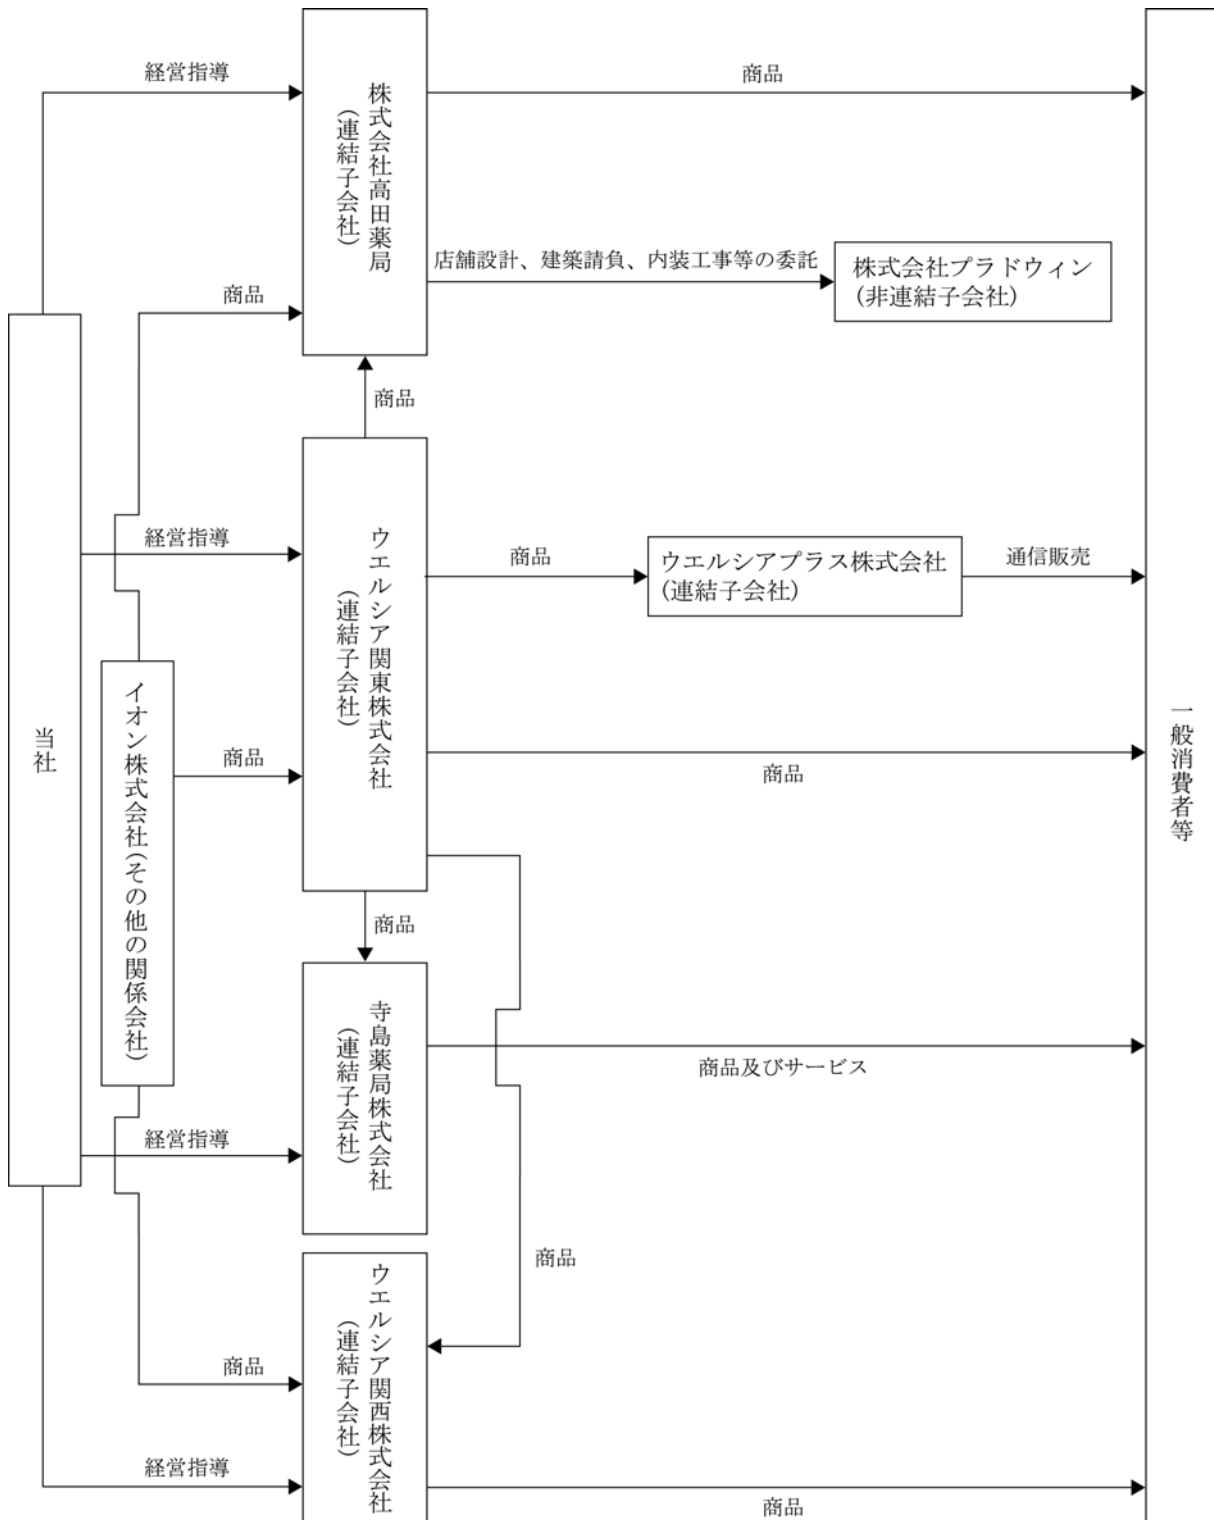 経営指導
商品
株式会社高田薬局
(連結子会社)
店舗設計、建築請負、内装工事等の委託
株式会社プラドウィン
(非連結子会社)
商品
商品
経営指導
ウエルシア関東株式会社
(連結子会社)
商品
ウエルシアプラス株式会社
(連結子会社)
通信販売
当社
イオン株式会社(その他の関係会社)
商品
商品
一般消費者等
商品
寺島薬局株式会社
(連結子会社)
商品及びサービス
経営指導
商品
ウエルシア関西株式会社
(連結子会社)
商品
経営指導
商品